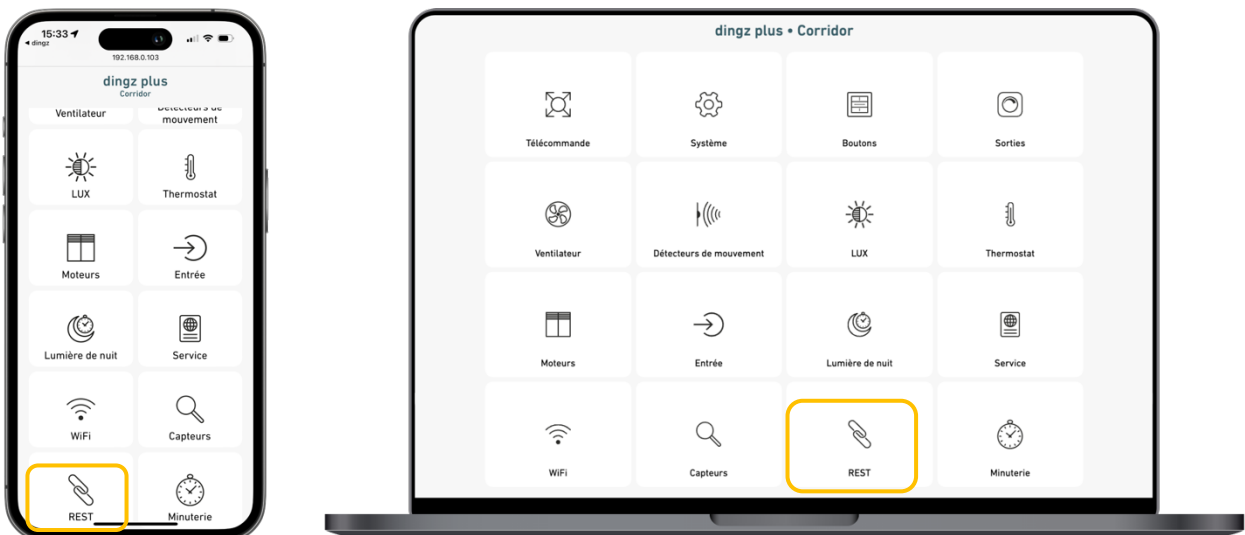 15:33
dingz
192.168.0.103
dingz plus
Corridor
Ventilateur
Détecteurs de
mouvement
LUX
Thermostat
Moteurs
Entrée
Lumière de nuit
Service
WiFi
Capteurs
REST
Minuterie
dingz plus • Corridor
Télécommande
Système
Boutons
Sorties
Ventilateur
Détecteurs de mouvement
LUX
Thermostat
Moteurs
Entrée
Lumière de nuit
Service
WiFi
Capteurs
REST
Minuterie